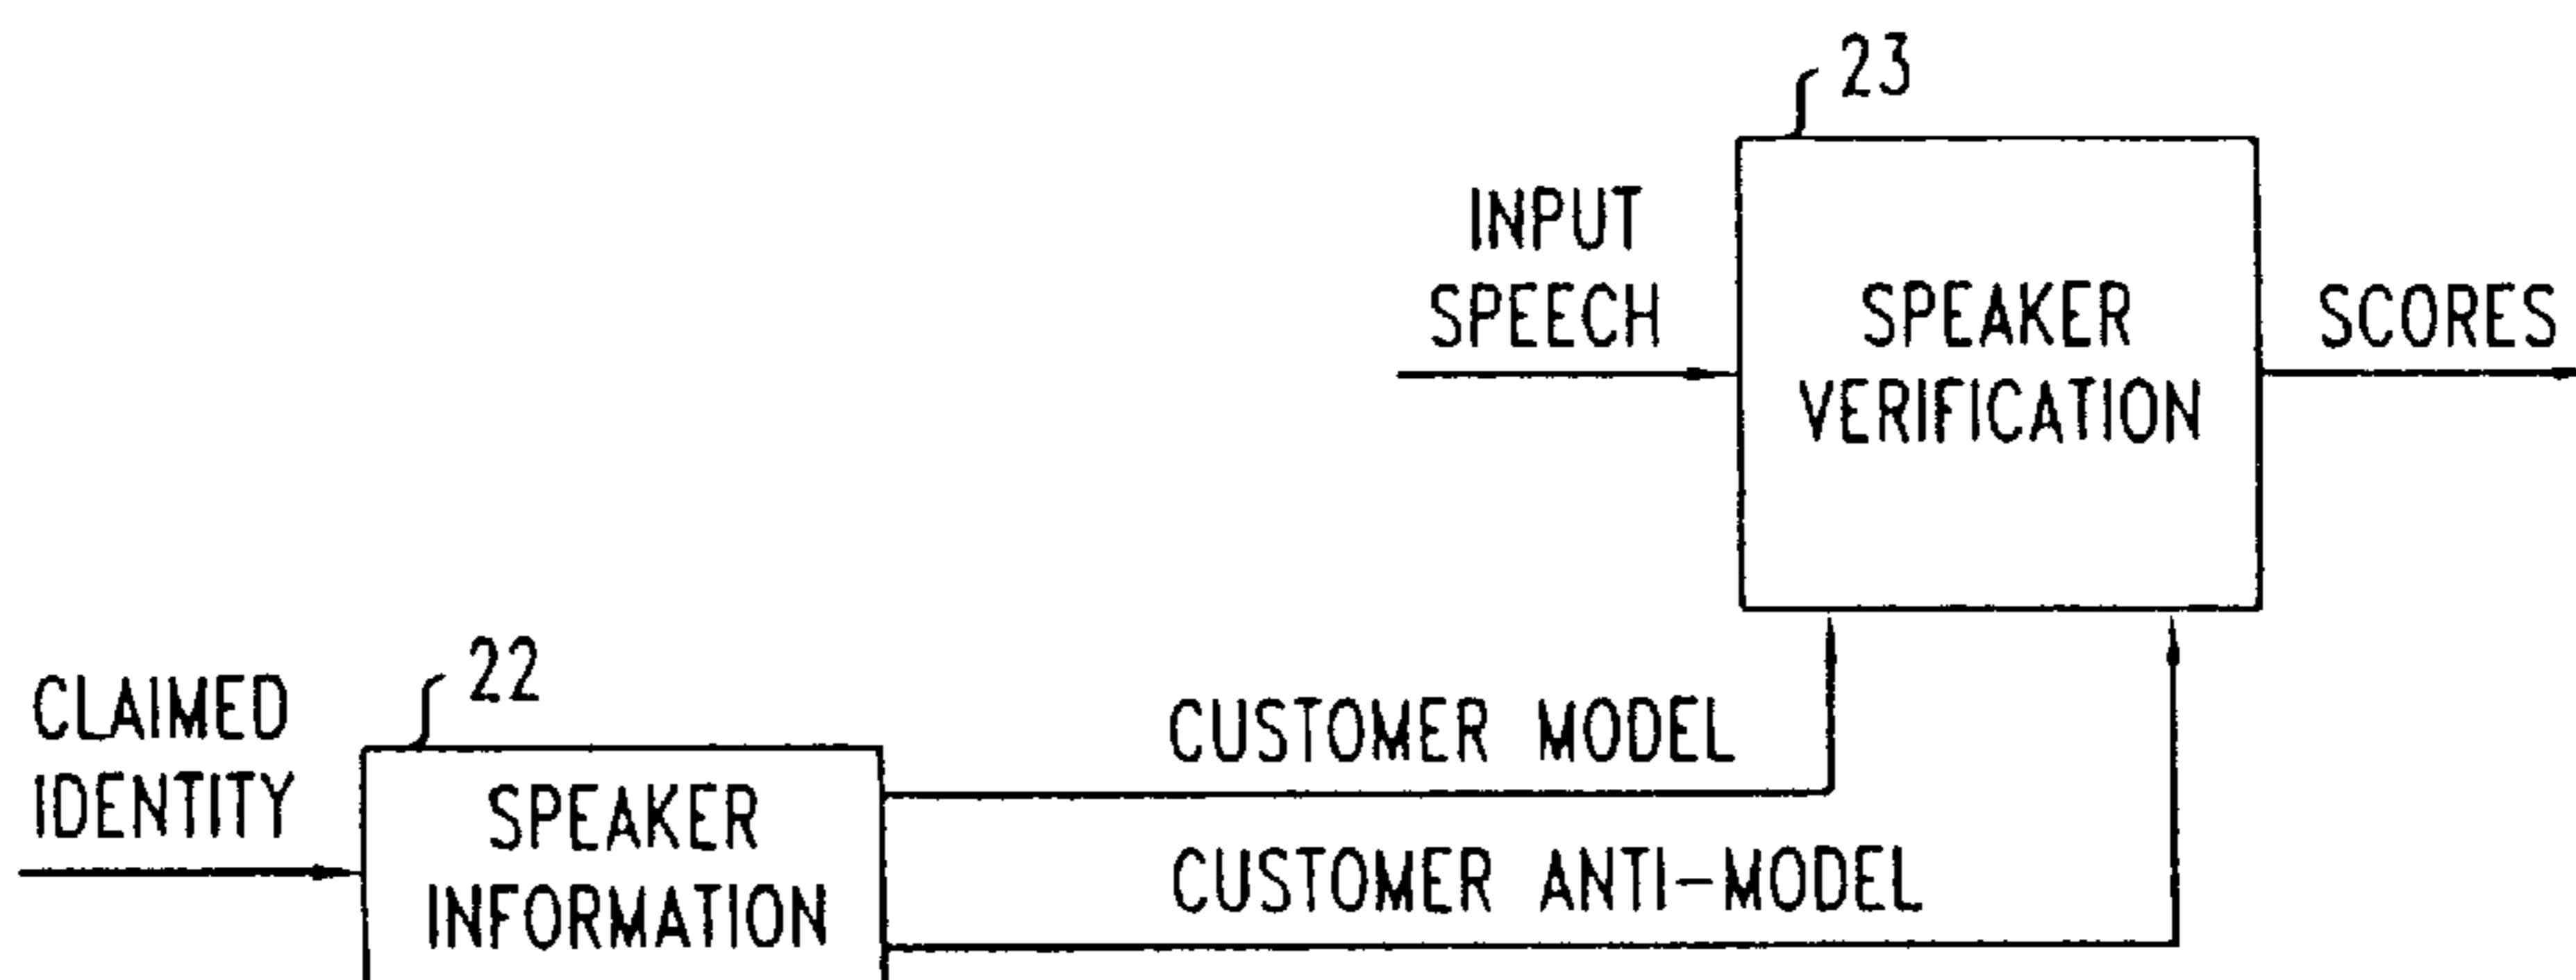 23
INPUT
SPEECH
SPEAKER
VERIFICATION
SCORES
22
CLAIMED
IDENTITY
SPEAKER
INFORMATION
CUSTOMER MODEL
CUSTOMER ANTI-MODEL